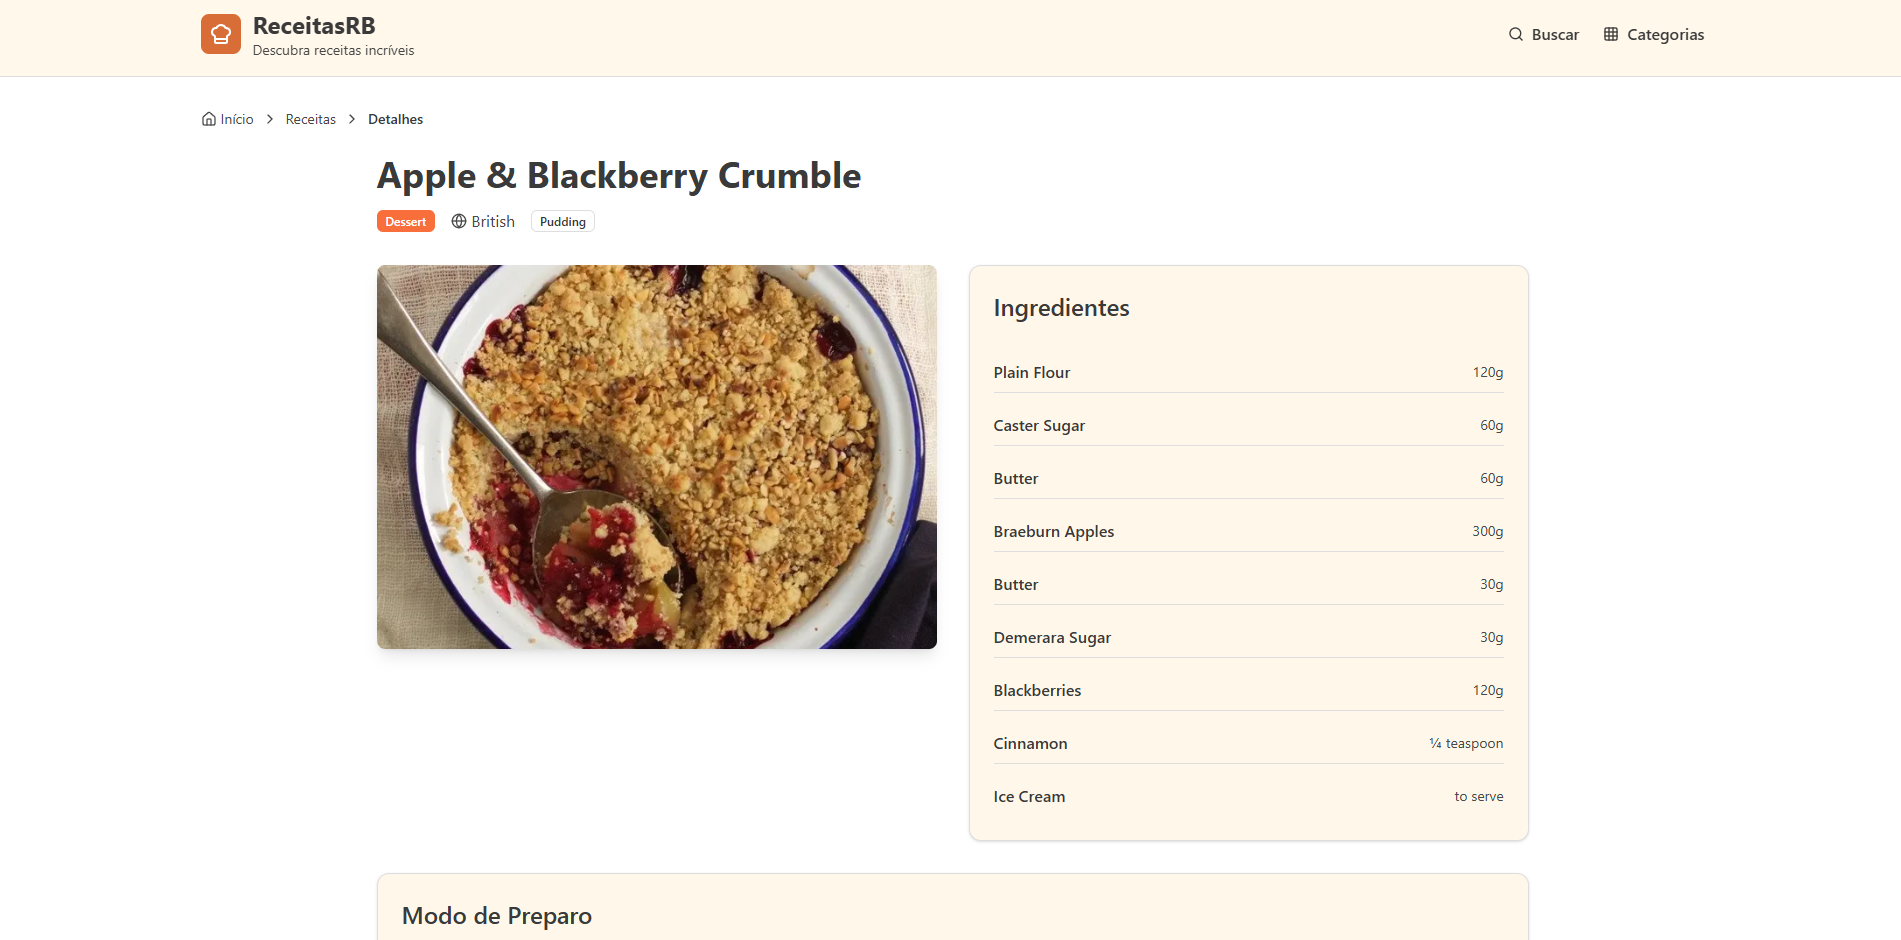 ReceitasRB
Descubra receitas incríveis
Buscar
Categorias
Início
Receitas
Detalhes
Apple & Blackberry Crumble
Dessert
British
Pudding
Ingredientes
Plain Flour 120g
Caster Sugar 60g
Butter 60g
Braeburn Apples 300g
Butter 30g
Demerara Sugar 30g
Blackberries 120g
Cinnamon ¼ teaspoon
Ice Cream to serve
Modo de Preparo